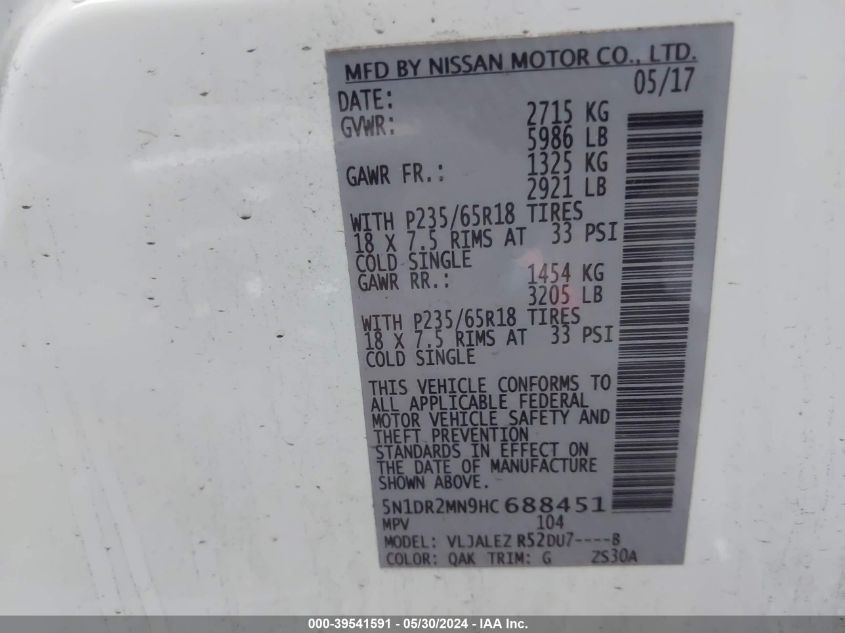 MFD BY NISSAN MOTOR CO., LTD.
DATE: 05/17
GVWR: 2715 KG
5986 LB
GAWR FR.: 1325 KG
2921 LB
WITH P235/65R18 TIRES
18 X 7.5 RIMS AT 33 PSI
COLD SINGLE
GAWR RR.: 1454 KG
3205 LB
WITH P235/65R18 TIRES
18 X 7.5 RIMS AT 33 PSI
COLD SINGLE
THIS VEHICLE CONFORMS TO
ALL APPLICABLE FEDERAL
MOTOR VEHICLE SAFETY AND
THEFT PREVENTION
STANDARDS IN EFFECT ON
THE DATE OF MANUFACTURE
SHOWN ABOVE.
5N1DR2MN9HC688451
MPV 104
MODEL: VLJALEZ R52DU7----B
COLOR: QAK TRIM: G ZS30A
000-39541591 - 05/30/2024 - IAA Inc.